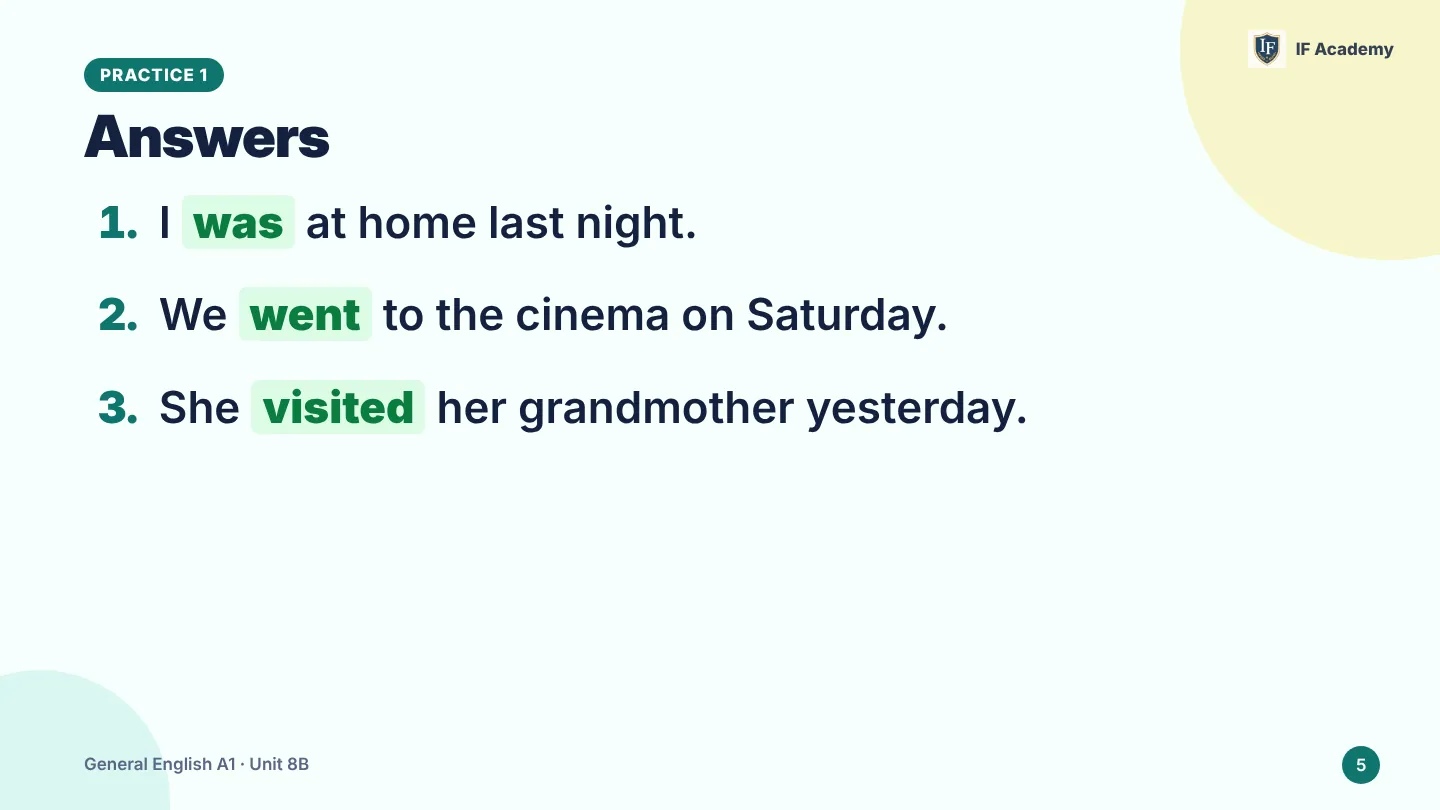 IF Academy
PRACTICE 1
Answers
1. I was at home last night.
2. We went to the cinema on Saturday.
3. She visited her grandmother yesterday.
General English A1 · Unit 8B
5